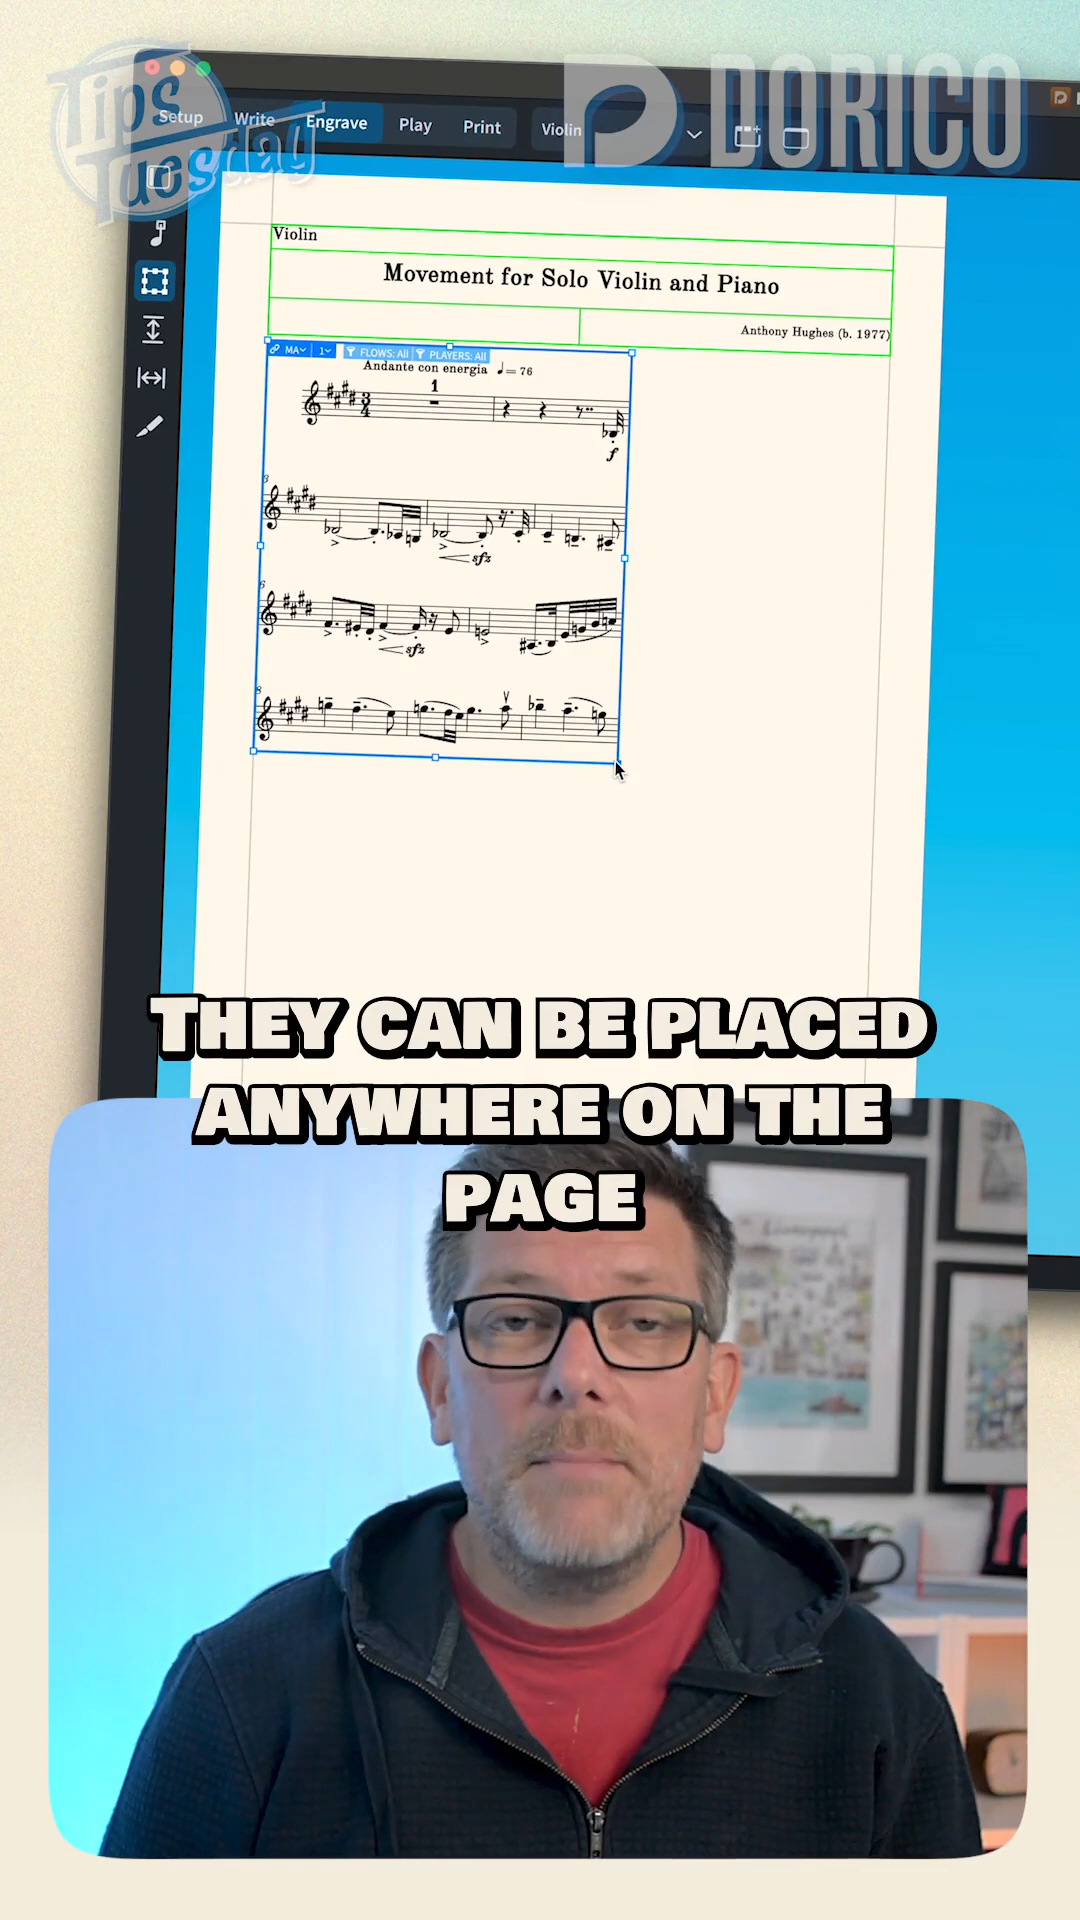 Tips
Tuesday
DORICO
Setup Write Engrave Play Print Violin
Violin
Movement for Solo Violin and Piano
Anthony Hughes (b. 1977)
MA 1 FLOWS: All PLAYERS: All
Andante con energia ♩= 76
1
3
4
f
3
sfz
6
sfz
8
THEY CAN BE PLACED
ANYWHERE ON THE
PAGE